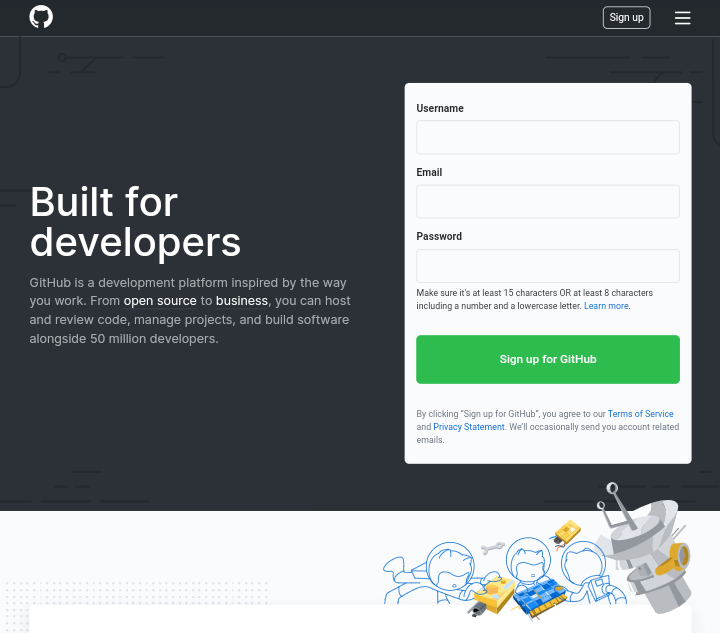 Sign up
Built for
developers
GitHub is a development platform inspired by the way
you work. From open source to business, you can host
and review code, manage projects, and build software
alongside 50 million developers.
Username
Email
Password
Make sure it's at least 15 characters OR at least 8 characters
including a number and a lowercase letter. Learn more.
Sign up for GitHub
By clicking “Sign up for GitHub”, you agree to our Terms of Service
and Privacy Statement. We’ll occasionally send you account related
emails.